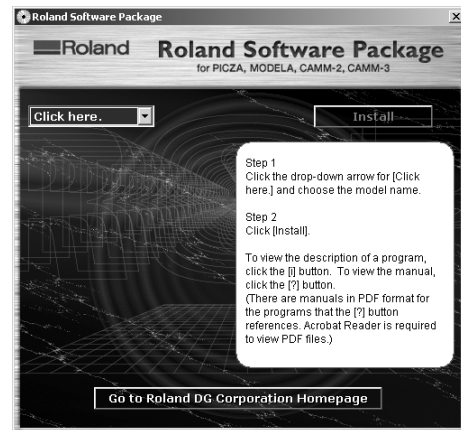 Roland Software Package
Roland
Roland Software Package
for PICZA, MODELA, CAMM-2, CAMM-3
Click here.
Install
Step 1
Click the drop-down arrow for [Click
here.] and choose the model name.
Step 2
Click [Install].
To view the description of a program,
click the [i] button. To view the manual,
click the [?] button.
(There are manuals in PDF format for
the programs that the [?] button
references. Acrobat Reader is required
to view PDF files.)
Go to Roland DG Corporation Homepage